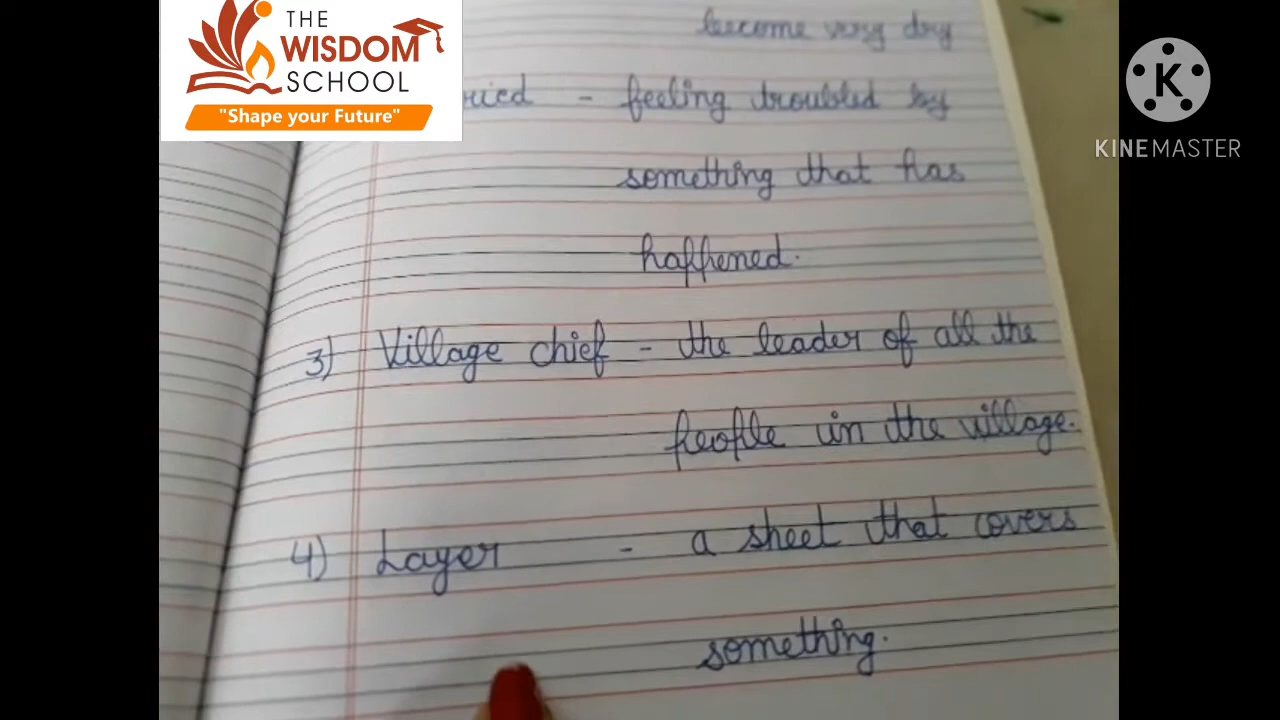 THE
WISDOM
SCHOOL
"Shape your Future"
K
KINEMASTER
become very dry
ried - feeling troubled by
something that has
happened.
3) Village chief - the leader of all the
people in the village.
4) Layer - a sheet that covers
something.